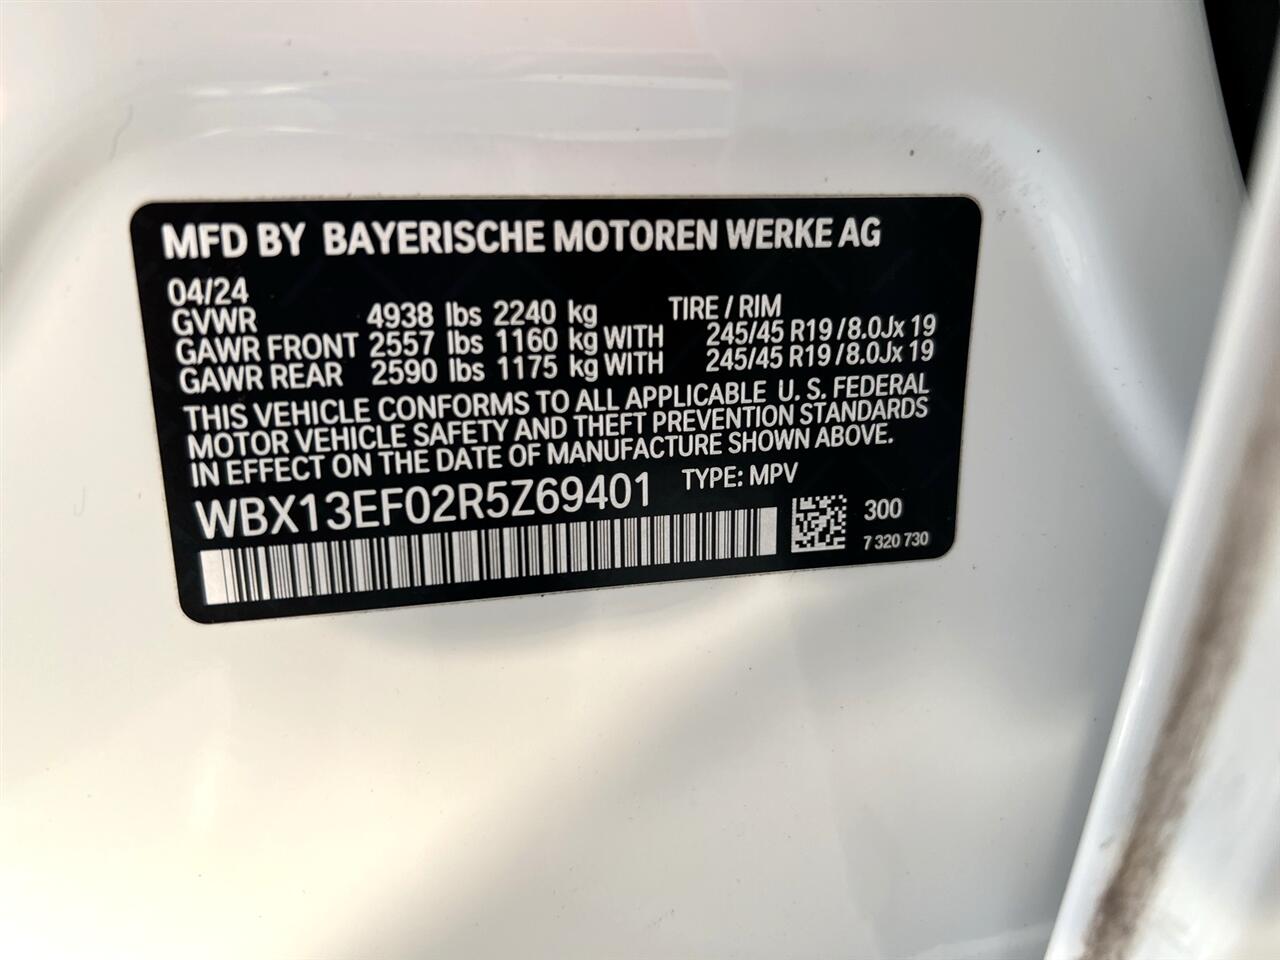 MFD BY BAYERISCHE MOTOREN WERKE AG
04/24
GVWR 4938 lbs 2240 kg TIRE / RIM
GAWR FRONT 2557 lbs 1160 kg WITH 245/45 R19 / 8.0Jx 19
GAWR REAR 2590 lbs 1175 kg WITH 245/45 R19 / 8.0Jx 19
THIS VEHICLE CONFORMS TO ALL APPLICABLE U. S. FEDERAL
MOTOR VEHICLE SAFETY AND THEFT PREVENTION STANDARDS
IN EFFECT ON THE DATE OF MANUFACTURE SHOWN ABOVE.
WBX13EF02R5Z69401 TYPE: MPV
300
7 320 730